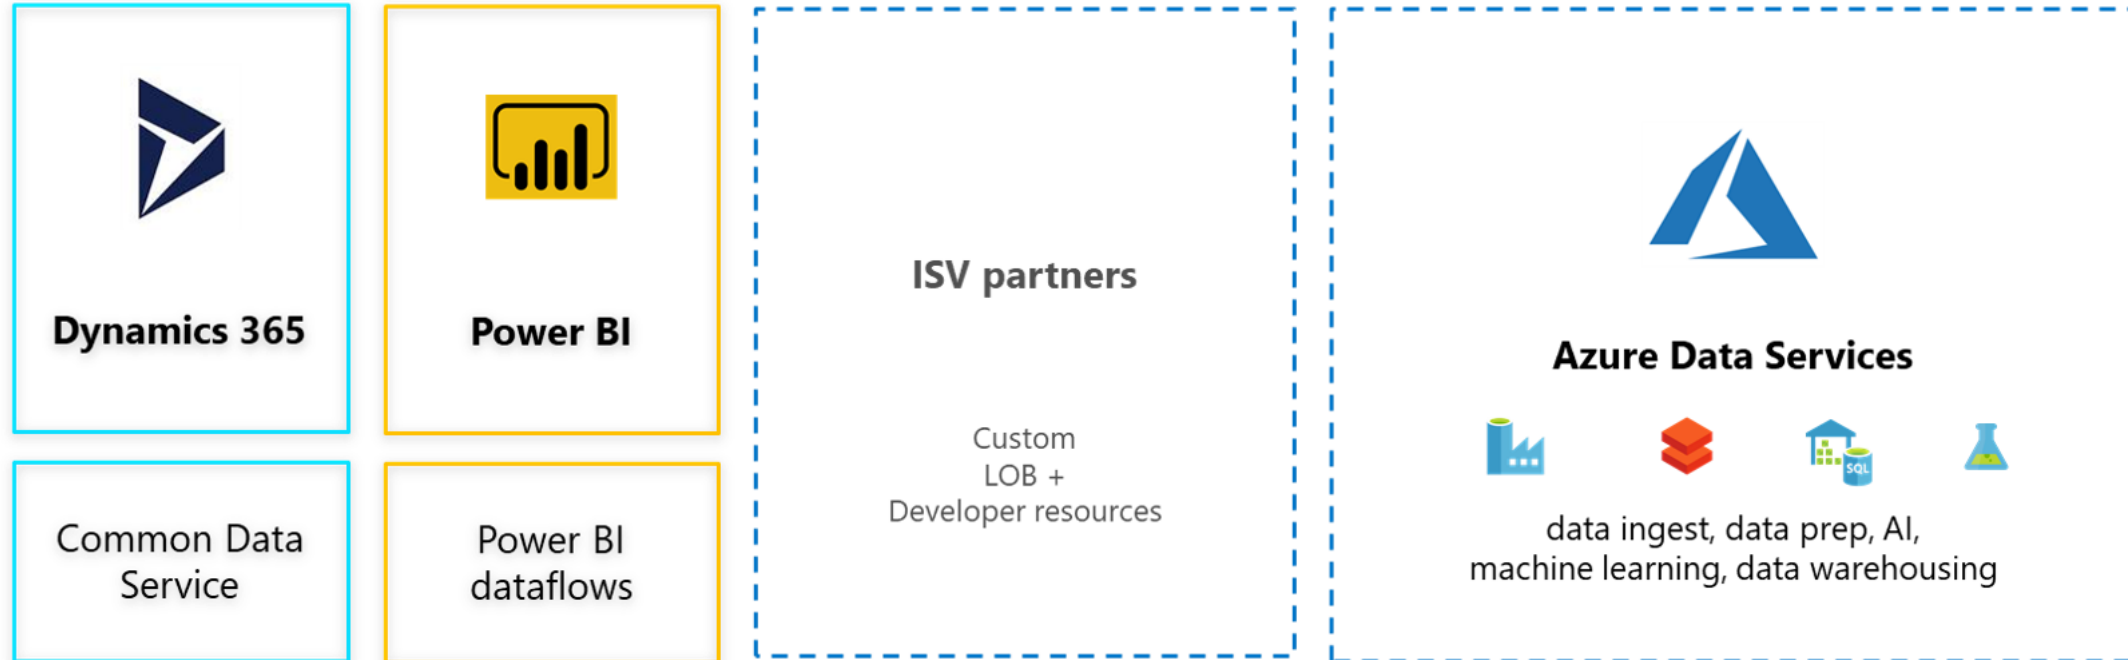 Dynamics 365
Common Data
Service
Power BI
Power BI
dataflows
ISV partners
Custom
LOB +
Developer resources
Azure Data Services
SQL
data ingest, data prep, AI,
machine learning, data warehousing